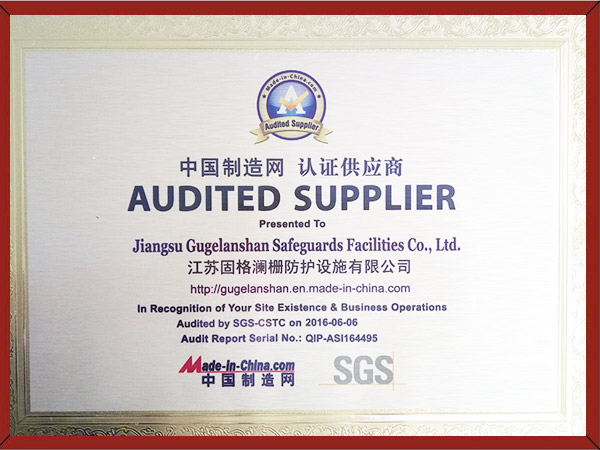 Made-in-China.com
Audited Supplier
中国制造网 认证供应商
AUDITED SUPPLIER
Presented To
Jiangsu Gugelanshan Safeguards Facilities Co., Ltd.
江苏固格澜栅防护设施有限公司
http://gugelanshan.en.made-in-china.com
In Recognition of Your Site Existence & Business Operations
Audited by SGS-CSTC on 2016-06-06
Audit Report Serial No.: QIP-ASI164495
Made-in-China.com
中国制造网
SGS